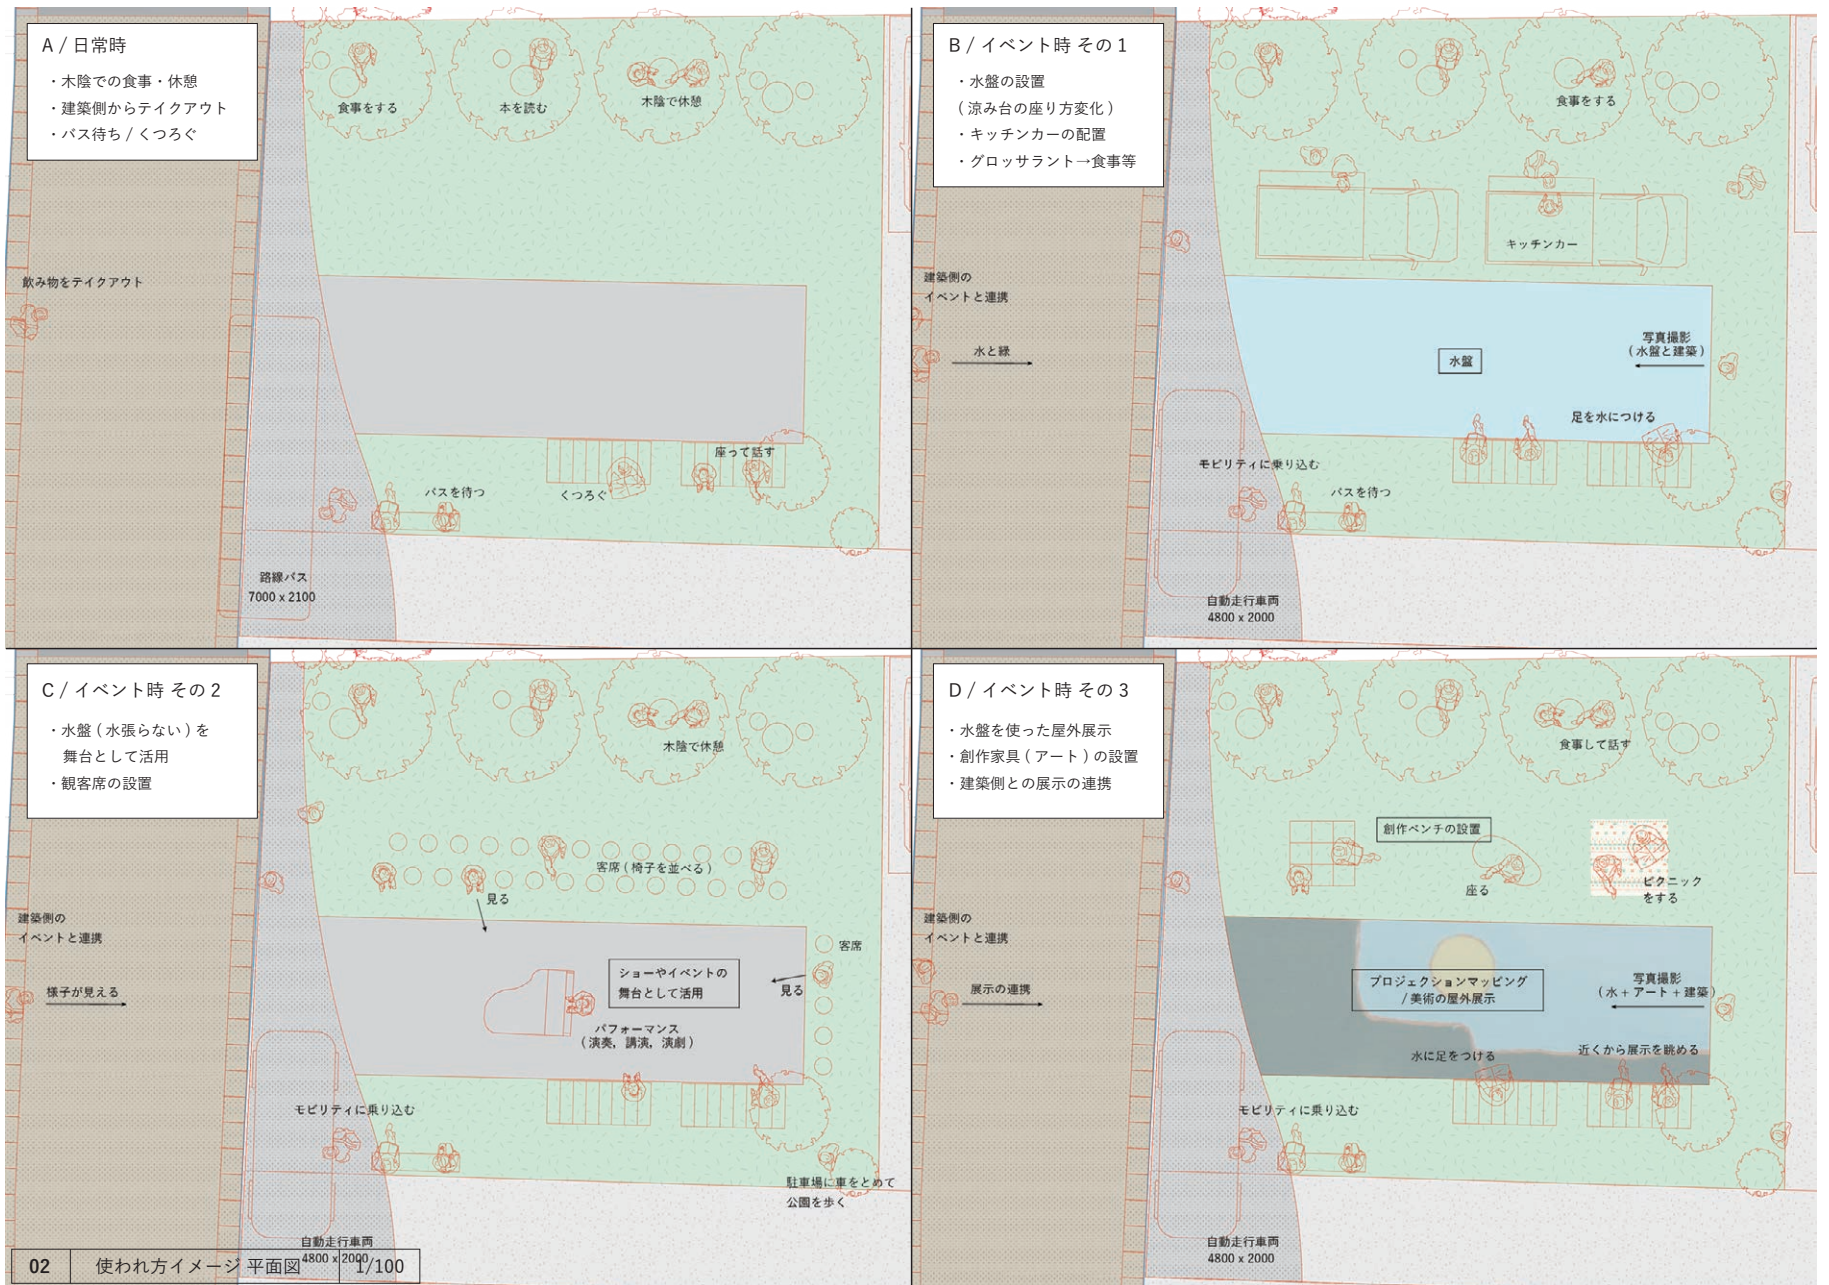 A / 日常時
・木陰での食事・休憩
・建築側からテイクアウト
・バス待ち / くつろぐ
食事をする
本を読む
木陰で休憩
飲み物をテイクアウト
座って話す
バスを待つ
くつろぐ
路線バス
7000 x 2100
B / イベント時 その 1
・水盤の設置
( 涼み台の座り方変化 )
・キッチンカーの配置
・グロッサラント→食事等
食事をする
キッチンカー
建築側の
イベントと連携
水と緑
水盤
写真撮影
( 水盤と建築 )
足を水につける
モビリティに乗り込む
バスを待つ
自動走行車両
4800 x 2000
C / イベント時 その 2
・水盤 ( 水張らない ) を
舞台として活用
・観客席の設置
木陰で休憩
客席 ( 椅子を並べる )
見る
建築側の
イベントと連携
客席
様子が見える
ショーやイベントの
舞台として活用
見る
パフォーマンス
( 演奏, 講演, 演劇 )
モビリティに乗り込む
駐車場に車をとめて
公園を歩く
自動走行車両
4800 x 2000
D / イベント時 その 3
・水盤を使った屋外展示
・創作家具 ( アート ) の設置
・建築側との展示の連携
食事して話す
創作ベンチの設置
座る
ピクニック
をする
建築側の
イベントと連携
展示の連携
プロジェクションマッピング
/ 美術の屋外展示
写真撮影
( 水 + アート + 建築 )
水に足をつける
近くから展示を眺める
モビリティに乗り込む
自動走行車両
4800 x 2000
02 使われ方イメージ 平面図 1/100